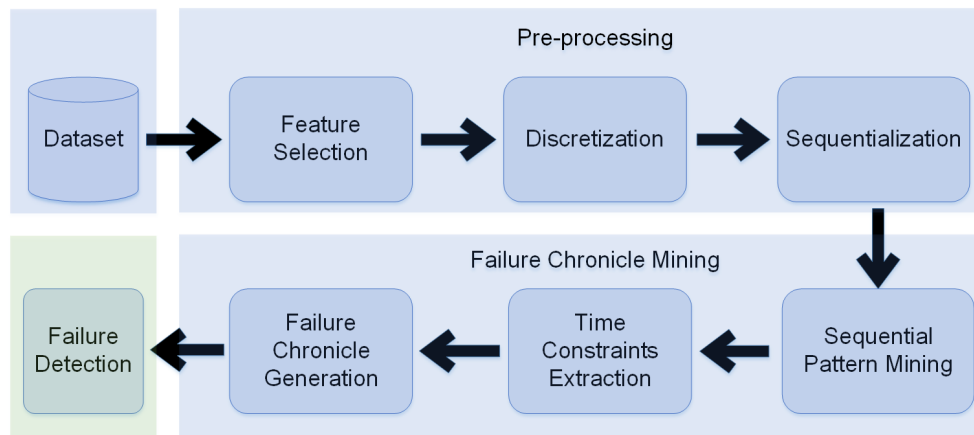 Pre-processing
Dataset
Feature
Selection
Discretization
Sequentialization
Failure Chronicle Mining
Failure
Detection
Failure
Chronicle
Generation
Time
Constraints
Extraction
Sequential
Pattern Mining